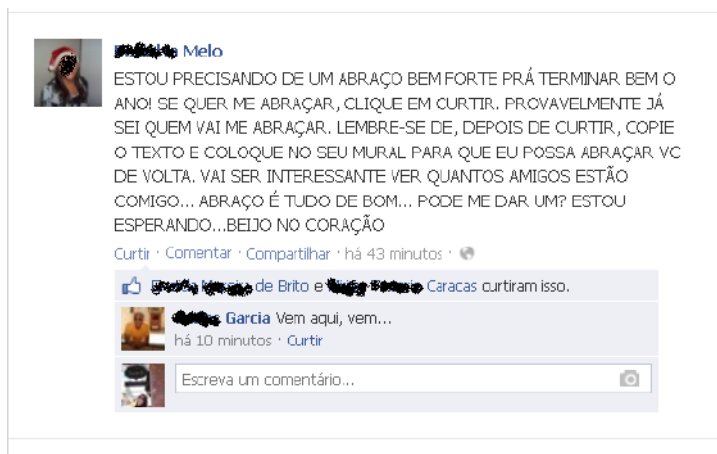 Melo
ESTOU PRECISANDO DE UM ABRAÇO BEM FORTE PRÁ TERMINAR BEM O
ANO! SE QUER ME ABRAÇAR, CLIQUE EM CURTIR. PROVAVELMENTE JÁ
SEI QUEM VAI ME ABRAÇAR. LEMBRE-SE DE, DEPOIS DE CURTIR, COPIE
O TEXTO E COLOQUE NO SEU MURAL PARA QUE EU POSSA ABRAÇAR VC
DE VOLTA. VAI SER INTERESSANTE VER QUANTOS AMIGOS ESTÃO
COMIGO... ABRAÇO É TUDO DE BOM... PODE ME DAR UM? ESTOU
ESPERANDO...BEIJO NO CORAÇÃO
Curtir · Comentar · Compartilhar · há 43 minutos ·
de Brito e Caracas curtiram isso.
Garcia Vem aqui, vem...
há 10 minutos · Curtir
Escreva um comentário...